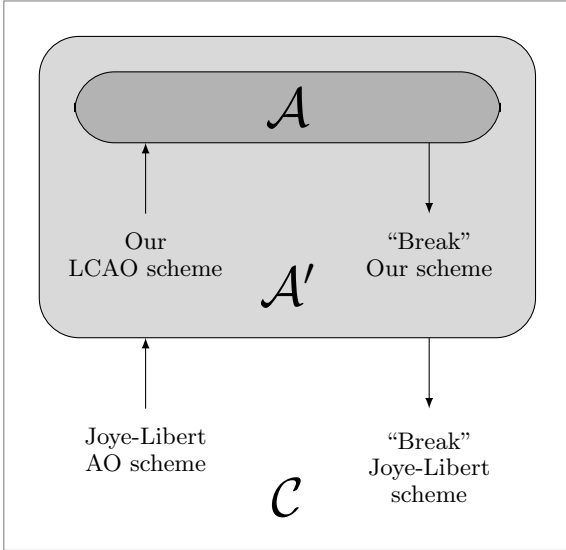 𝒜
Our
LCAO scheme
“Break”
Our scheme
𝒜′
Joye-Libert
AO scheme
“Break”
Joye-Libert
scheme
𝒞